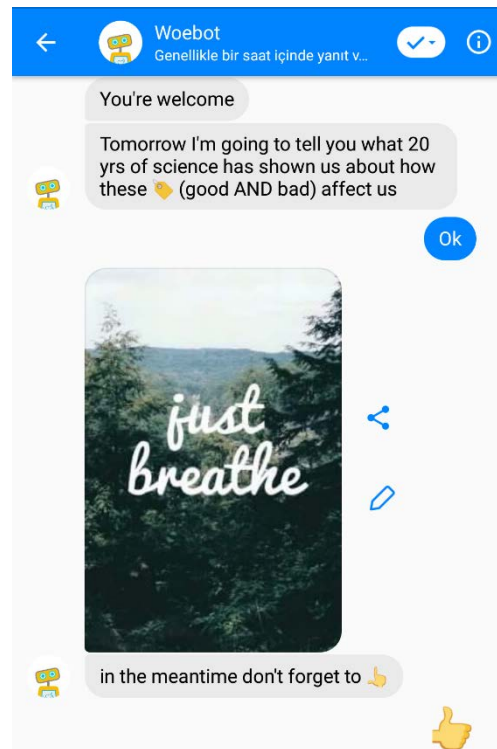 Woebot
Genellikle bir saat içinde yanıt v...
You're welcome
Tomorrow I'm going to tell you what 20
yrs of science has shown us about how
these 🏷️ (good AND bad) affect us
Ok
just
breathe
in the meantime don't forget to 👆